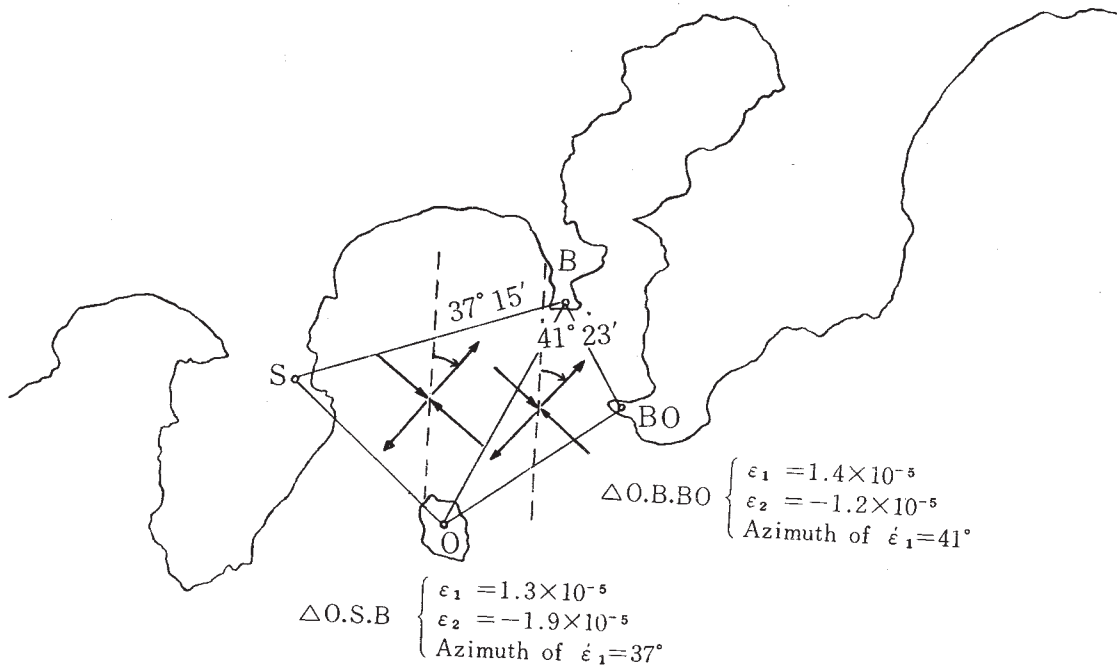 B
37° 15′
41° 23′
S
BO
O
△O.B.BO
ε₁ =1.4×10⁻⁵
ε₂ =−1.2×10⁻⁵
Azimuth of ε̇₁=41°
△O.S.B
ε₁ =1.3×10⁻⁵
ε₂ =−1.9×10⁻⁵
Azimuth of ε̇₁=37°